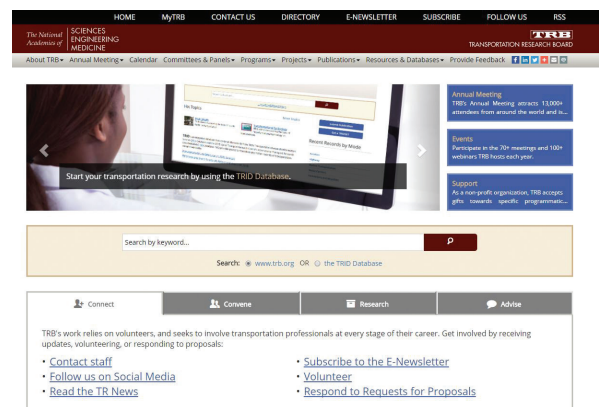 HOME MyTRB CONTACT US DIRECTORY E-NEWSLETTER SUBSCRIBE FOLLOW US RSS
The National Academies of
SCIENCES
ENGINEERING
MEDICINE
TRB
TRANSPORTATION RESEARCH BOARD
About TRB Annual Meeting Calendar Committees & Panels Programs Projects Publications Resources & Databases Provide Feedback
Hot Topics
Recent Records by Mode
Start your transportation research by using the TRID Database.
Annual Meeting
TRB's Annual Meeting attracts 13,000+
attendees from around the world and is...
Events
Participate in the 70+ meetings and 100+
webinars TRB hosts each year.
Support
As a non-profit organization, TRB accepts
gifts towards specific programmatic...
Search by keyword...
Search: www.trb.org OR the TRID Database
Connect Convene Research Advise
TRB's work relies on volunteers, and seeks to involve transportation professionals at every stage of their career. Get involved by receiving
updates, volunteering, or responding to proposals:
• Contact staff
• Follow us on Social Media
• Read the TR News
• Subscribe to the E-Newsletter
• Volunteer
• Respond to Requests for Proposals